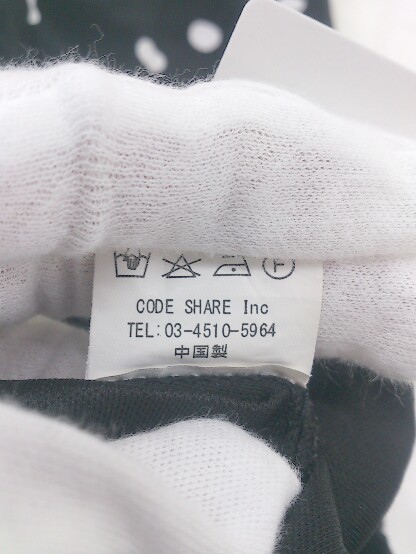 CODE SHARE Inc
TEL:03-4510-5964
中国製